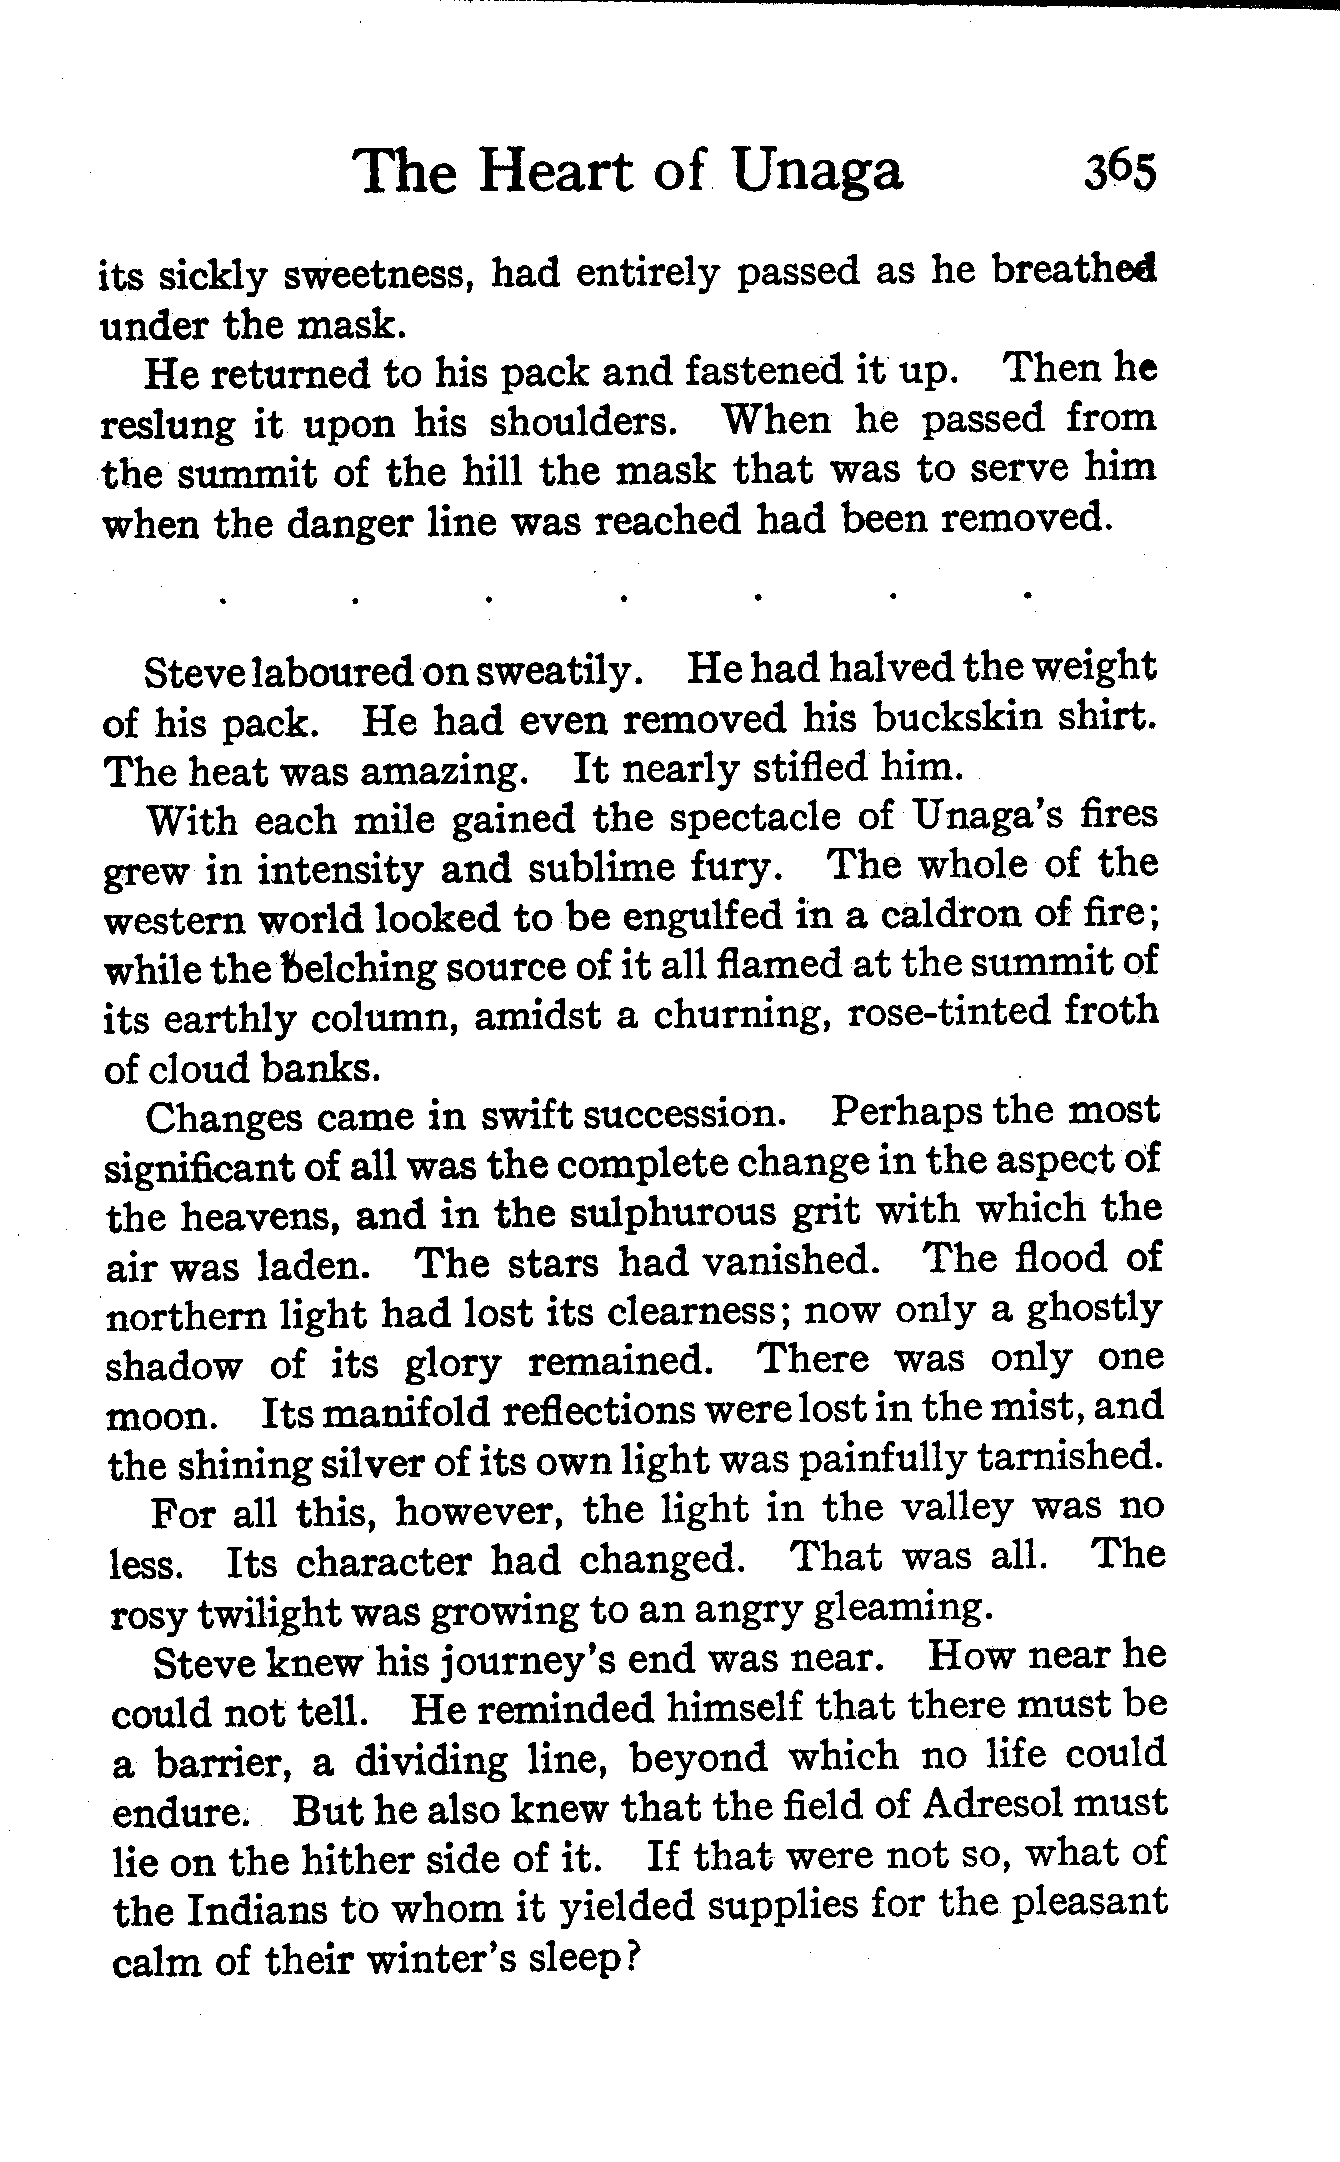 The Heart of Unaga 365
its sickly sweetness, had entirely passed as he breathed
under the mask.
He returned to his pack and fastened it up. Then he
reslung it upon his shoulders. When he passed from
the summit of the hill the mask that was to serve him
when the danger line was reached had been removed.
. . . . . . .
Steve laboured on sweatily. He had halved the weight
of his pack. He had even removed his buckskin shirt.
The heat was amazing. It nearly stifled him.
With each mile gained the spectacle of Unaga's fires
grew in intensity and sublime fury. The whole of the
western world looked to be engulfed in a caldron of fire;
while the belching source of it all flamed at the summit of
its earthly column, amidst a churning, rose-tinted froth
of cloud banks.
Changes came in swift succession. Perhaps the most
significant of all was the complete change in the aspect of
the heavens, and in the sulphurous grit with which the
air was laden. The stars had vanished. The flood of
northern light had lost its clearness; now only a ghostly
shadow of its glory remained. There was only one
moon. Its manifold reflections were lost in the mist, and
the shining silver of its own light was painfully tarnished.
For all this, however, the light in the valley was no
less. Its character had changed. That was all. The
rosy twilight was growing to an angry gleaming.
Steve knew his journey's end was near. How near he
could not tell. He reminded himself that there must be
a barrier, a dividing line, beyond which no life could
endure. But he also knew that the field of Adresol must
lie on the hither side of it. If that were not so, what of
the Indians to whom it yielded supplies for the pleasant
calm of their winter's sleep?